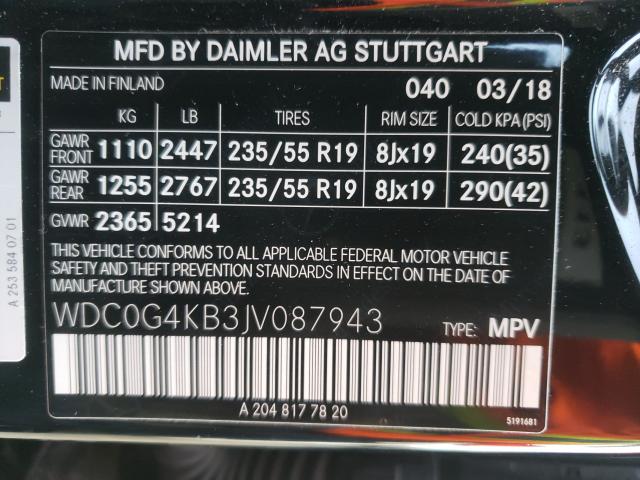 MFD BY DAIMLER AG STUTTGART
MADE IN FINLAND 040 03/18
KG LB TIRES RIM SIZE COLD KPA (PSI)
GAWR FRONT 1110 2447 235/55 R19 8Jx19 240(35)
GAWR REAR 1255 2767 235/55 R19 8Jx19 290(42)
GVWR 2365 5214
THIS VEHICLE CONFORMS TO ALL APPLICABLE FEDERAL MOTOR VEHICLE
SAFETY AND THEFT PREVENTION STANDARDS IN EFFECT ON THE DATE OF
MANUFACTURE SHOWN ABOVE.
WDC0G4KB3JV087943 TYPE: MPV
A 204 817 78 20
5191681
A 253 584 07 01